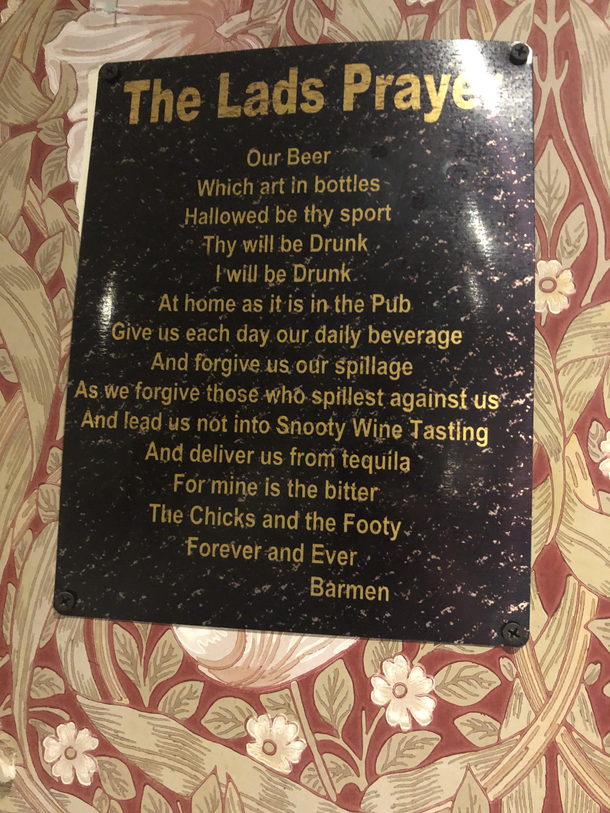 The Lads Prayer
Our Beer
Which art in bottles
Hallowed be thy sport
Thy will be Drunk
I will be Drunk
At home as it is in the Pub
Give us each day our daily beverage
And forgive us our spillage
As we forgive those who spillest against us
And lead us not into Snooty Wine Tasting
And deliver us from tequila
For mine is the bitter
The Chicks and the Footy
Forever and Ever
Barmen